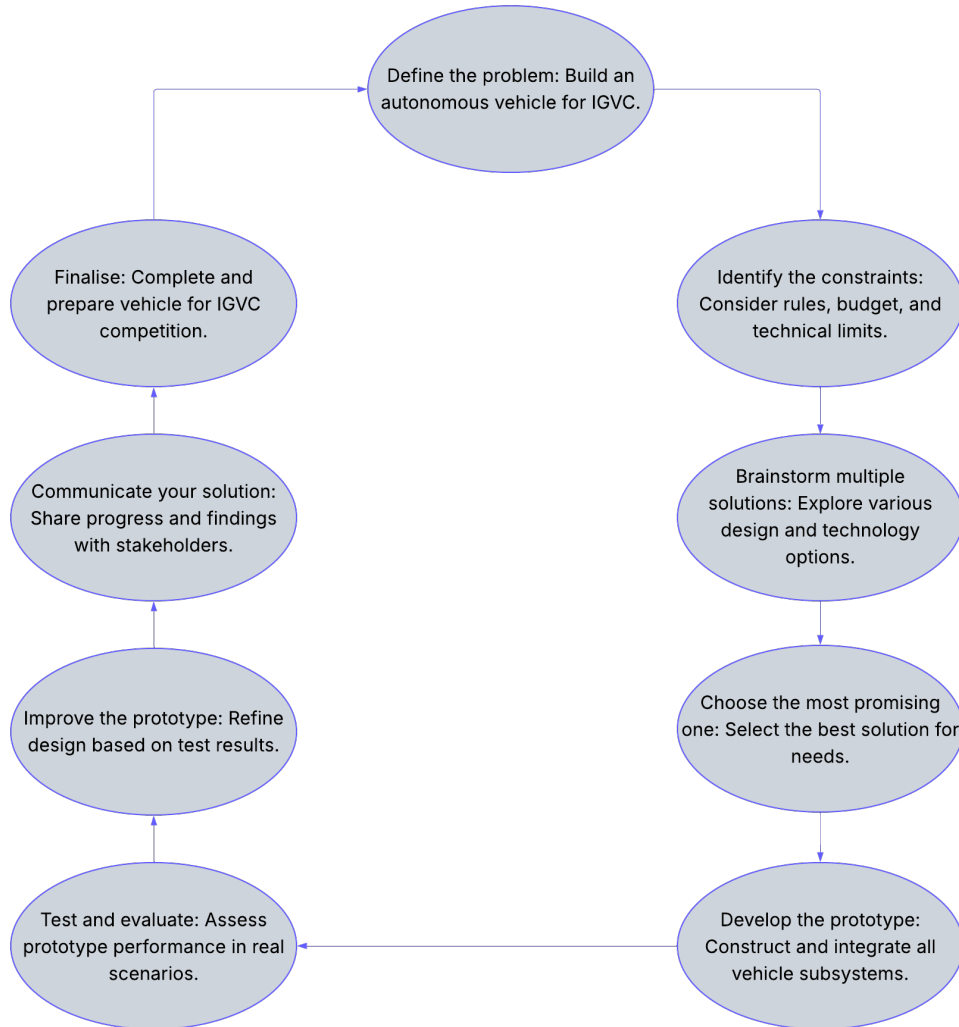 Define the problem: Build an
autonomous vehicle for IGVC.
Identify the constraints:
Consider rules, budget, and
technical limits.
Brainstorm multiple
solutions: Explore various
design and technology
options.
Choose the most promising
one: Select the best solution for
needs.
Develop the prototype:
Construct and integrate all
vehicle subsystems.
Test and evaluate: Assess
prototype performance in real
scenarios.
Improve the prototype: Refine
design based on test results.
Communicate your solution:
Share progress and findings
with stakeholders.
Finalise: Complete and
prepare vehicle for IGVC
competition.